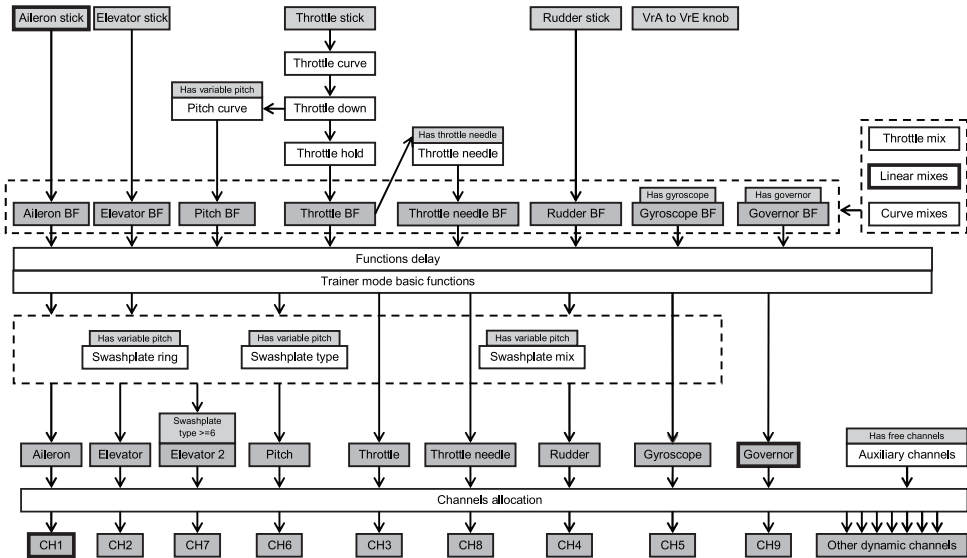 Aileron stick
Elevator stick
Throttle stick
Rudder stick
VrA to VrE knob
Throttle curve
Has variable pitch
Pitch curve
Throttle down
Throttle hold
Has throttle needle
Throttle needle
Throttle mix
Linear mixes
Curve mixes
Has gyroscope
Has governor
Aileron BF
Elevator BF
Pitch BF
Throttle BF
Throttle needle BF
Rudder BF
Gyroscope BF
Governor BF
Functions delay
Trainer mode basic functions
Has variable pitch
Swashplate ring
Has variable pitch
Swashplate type
Has variable pitch
Swashplate mix
Swashplate
type >=6
Has free channels
Aileron
Elevator
Elevator 2
Pitch
Throttle
Throttle needle
Rudder
Gyroscope
Governor
Auxiliary channels
Channels allocation
CH1
CH2
CH7
CH6
CH3
CH8
CH4
CH5
CH9
Other dynamic channels